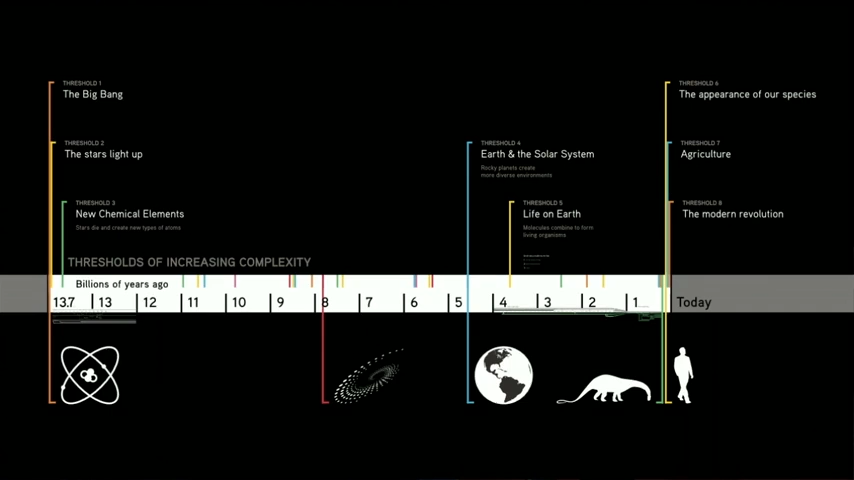 THRESHOLD 1
The Big Bang
THRESHOLD 2
The stars light up
THRESHOLD 3
New Chemical Elements
Stars die and create new types of atoms
THRESHOLD 4
Earth & the Solar System
Rocky planets create
more diverse environments
THRESHOLD 5
Life on Earth
Molecules combine to form
living organisms
THRESHOLD 6
The appearance of our species
THRESHOLD 7
Agriculture
THRESHOLD 8
The modern revolution
THRESHOLDS OF INCREASING COMPLEXITY
Billions of years ago
13.7 13 12 11 10 9 8 7 6 5 4 3 2 1 Today